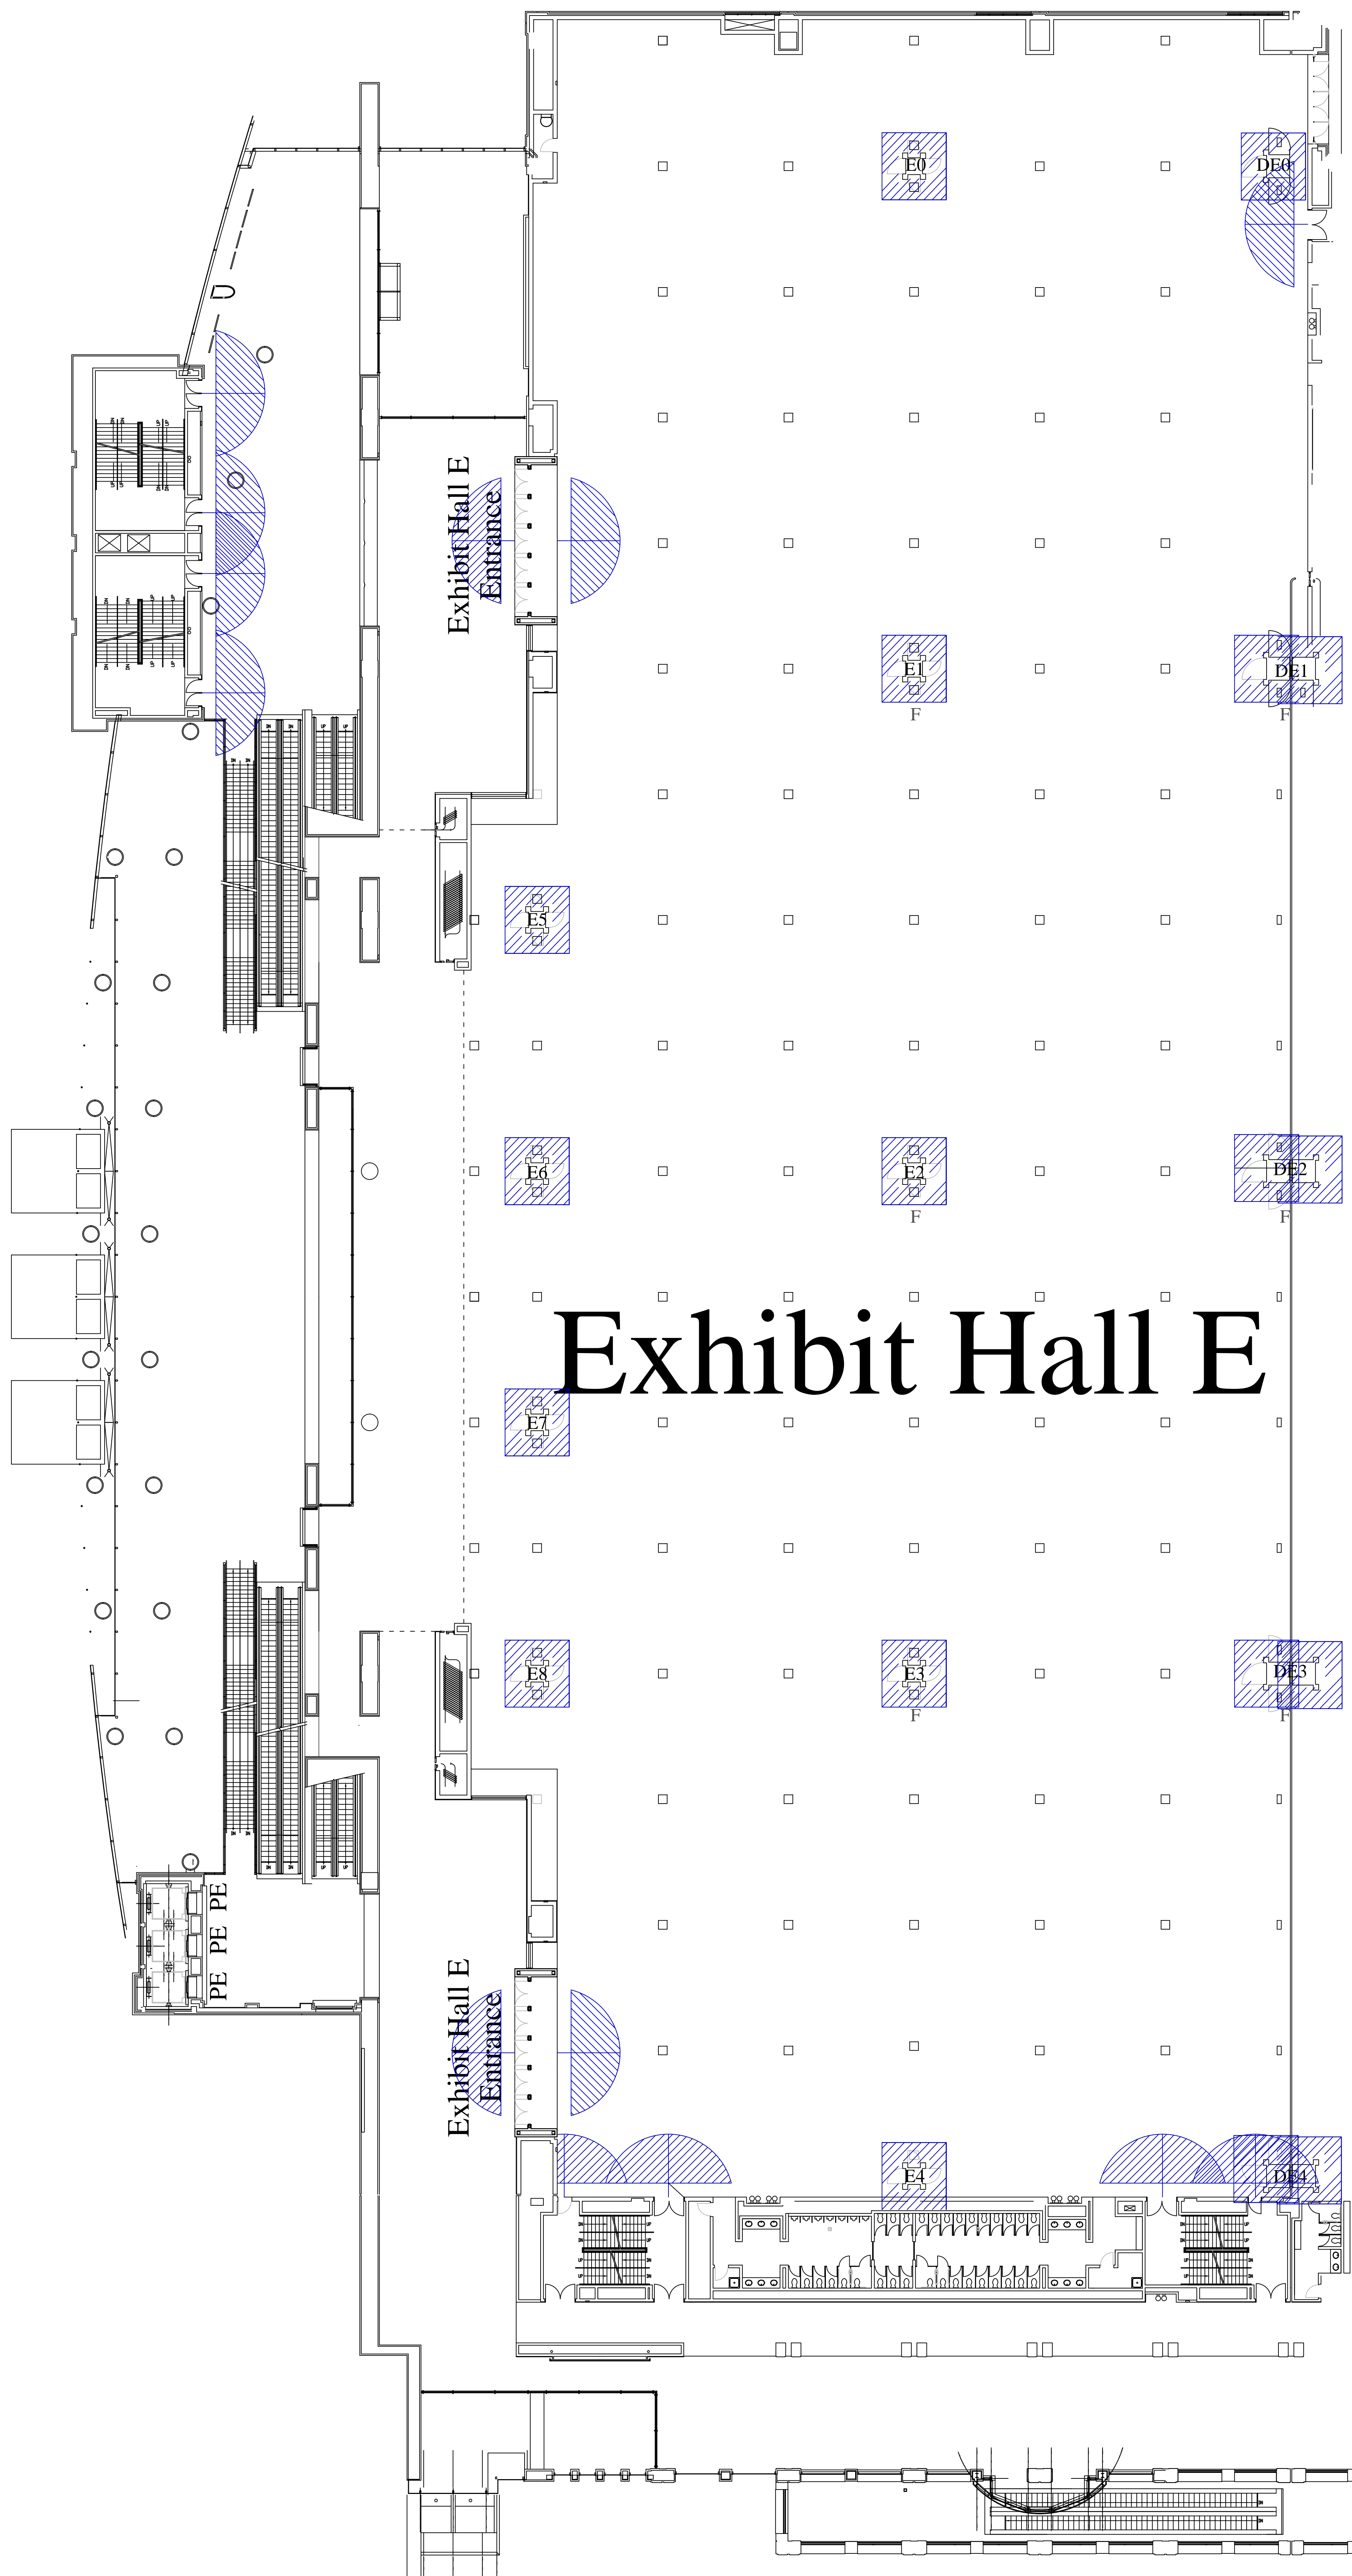 E0
DE0
Exhibit Hall E
Entrance
E1
F
DE1
F
E5
E6
E2
F
DE2
F
Exhibit Hall E
E7
E8
E3
F
DE3
F
PE
PE
PE
Exhibit Hall E
Entrance
E4
DE4